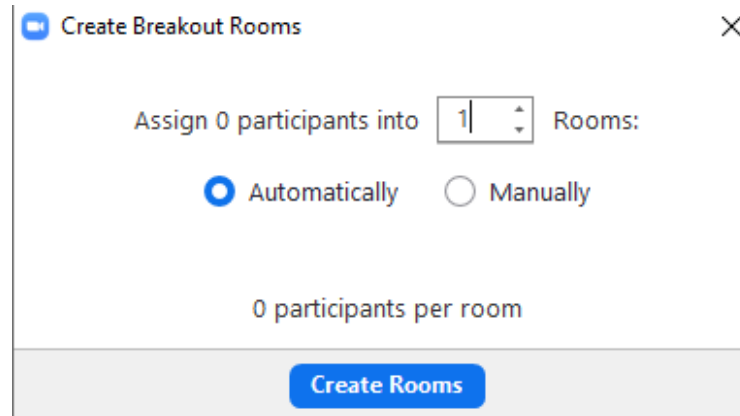 Create Breakout Rooms
Assign 0 participants into 1 Rooms:
Automatically Manually
0 participants per room
Create Rooms